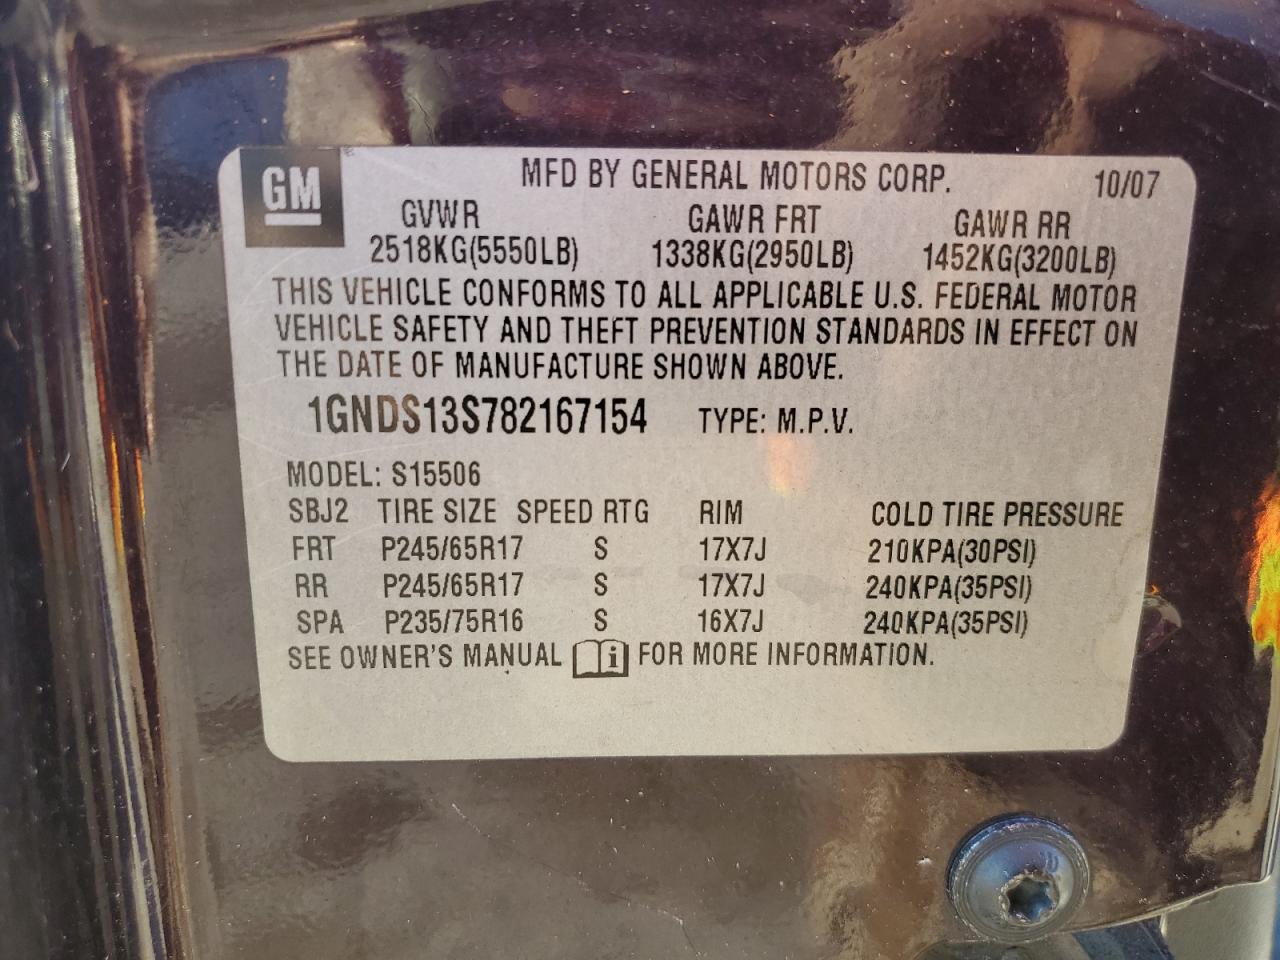 GM MFD BY GENERAL MOTORS CORP. 10/07
GVWR GAWR FRT GAWR RR
2518KG(5550LB) 1338KG(2950LB) 1452KG(3200LB)
THIS VEHICLE CONFORMS TO ALL APPLICABLE U.S. FEDERAL MOTOR
VEHICLE SAFETY AND THEFT PREVENTION STANDARDS IN EFFECT ON
THE DATE OF MANUFACTURE SHOWN ABOVE.
1GNDS13S782167154 TYPE: M.P.V.
MODEL: S15506
SBJ2 TIRE SIZE SPEED RTG RIM COLD TIRE PRESSURE
FRT P245/65R17 S 17X7J 210KPA(30PSI)
RR P245/65R17 S 17X7J 240KPA(35PSI)
SPA P235/75R16 S 16X7J 240KPA(35PSI)
SEE OWNER'S MANUAL i FOR MORE INFORMATION.